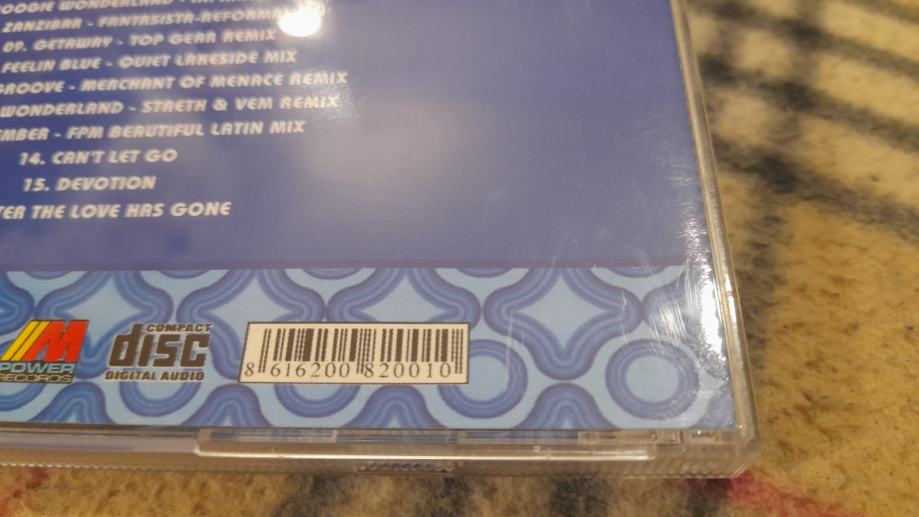 BOOGIE WONDERLAND -
ZANZIBAR - FANTASISTA-REFORM
09. GETAWAY - TOP GEAR REMIX
FEELIN BLUE - QUIET LAKESIDE MIX
GROOVE - MERCHANT OF MENACE REMIX
WONDERLAND - STRETH & VEM REMIX
EMBER - FPM BEAUTIFUL LATIN MIX
14. CAN'T LET GO
15. DEVOTION
TER THE LOVE HAS GONE
M
POWER
RECORDS
COMPACT
disc
DIGITAL AUDIO
8 616200 820010